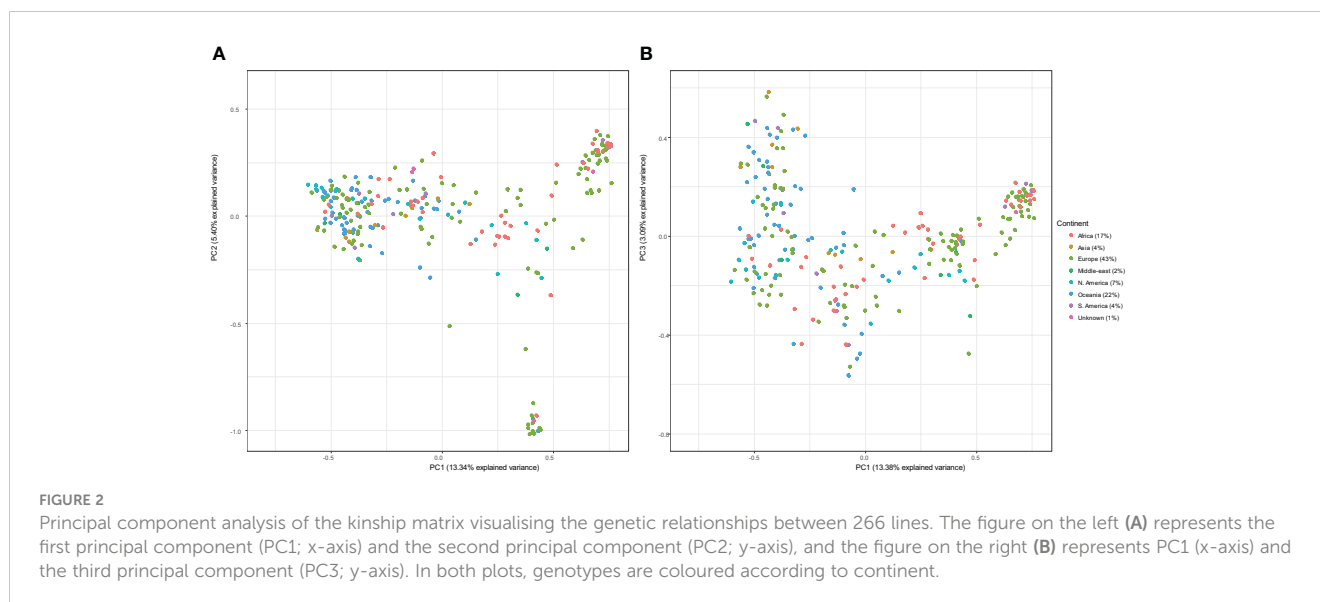 A
B
0.5
0.0
-0.5
-1.0
PC2 (5.40% explained variance)
-0.5
0.0
0.5
PC1 (13.34% explained variance)
0.4
0.0
-0.4
-0.8
PC3 (3.09% explained variance)
-0.5
0.0
0.5
PC1 (13.38% explained variance)
Continent
Africa (17%)
Asia (4%)
Europe (43%)
Middle-east (2%)
N. America (7%)
Oceania (22%)
S. America (4%)
Unknown (1%)
FIGURE 2
Principal component analysis of the kinship matrix visualising the genetic relationships between 266 lines. The figure on the left (A) represents the
first principal component (PC1; x-axis) and the second principal component (PC2; y-axis), and the figure on the right (B) represents PC1 (x-axis) and
the third principal component (PC3; y-axis). In both plots, genotypes are coloured according to continent.